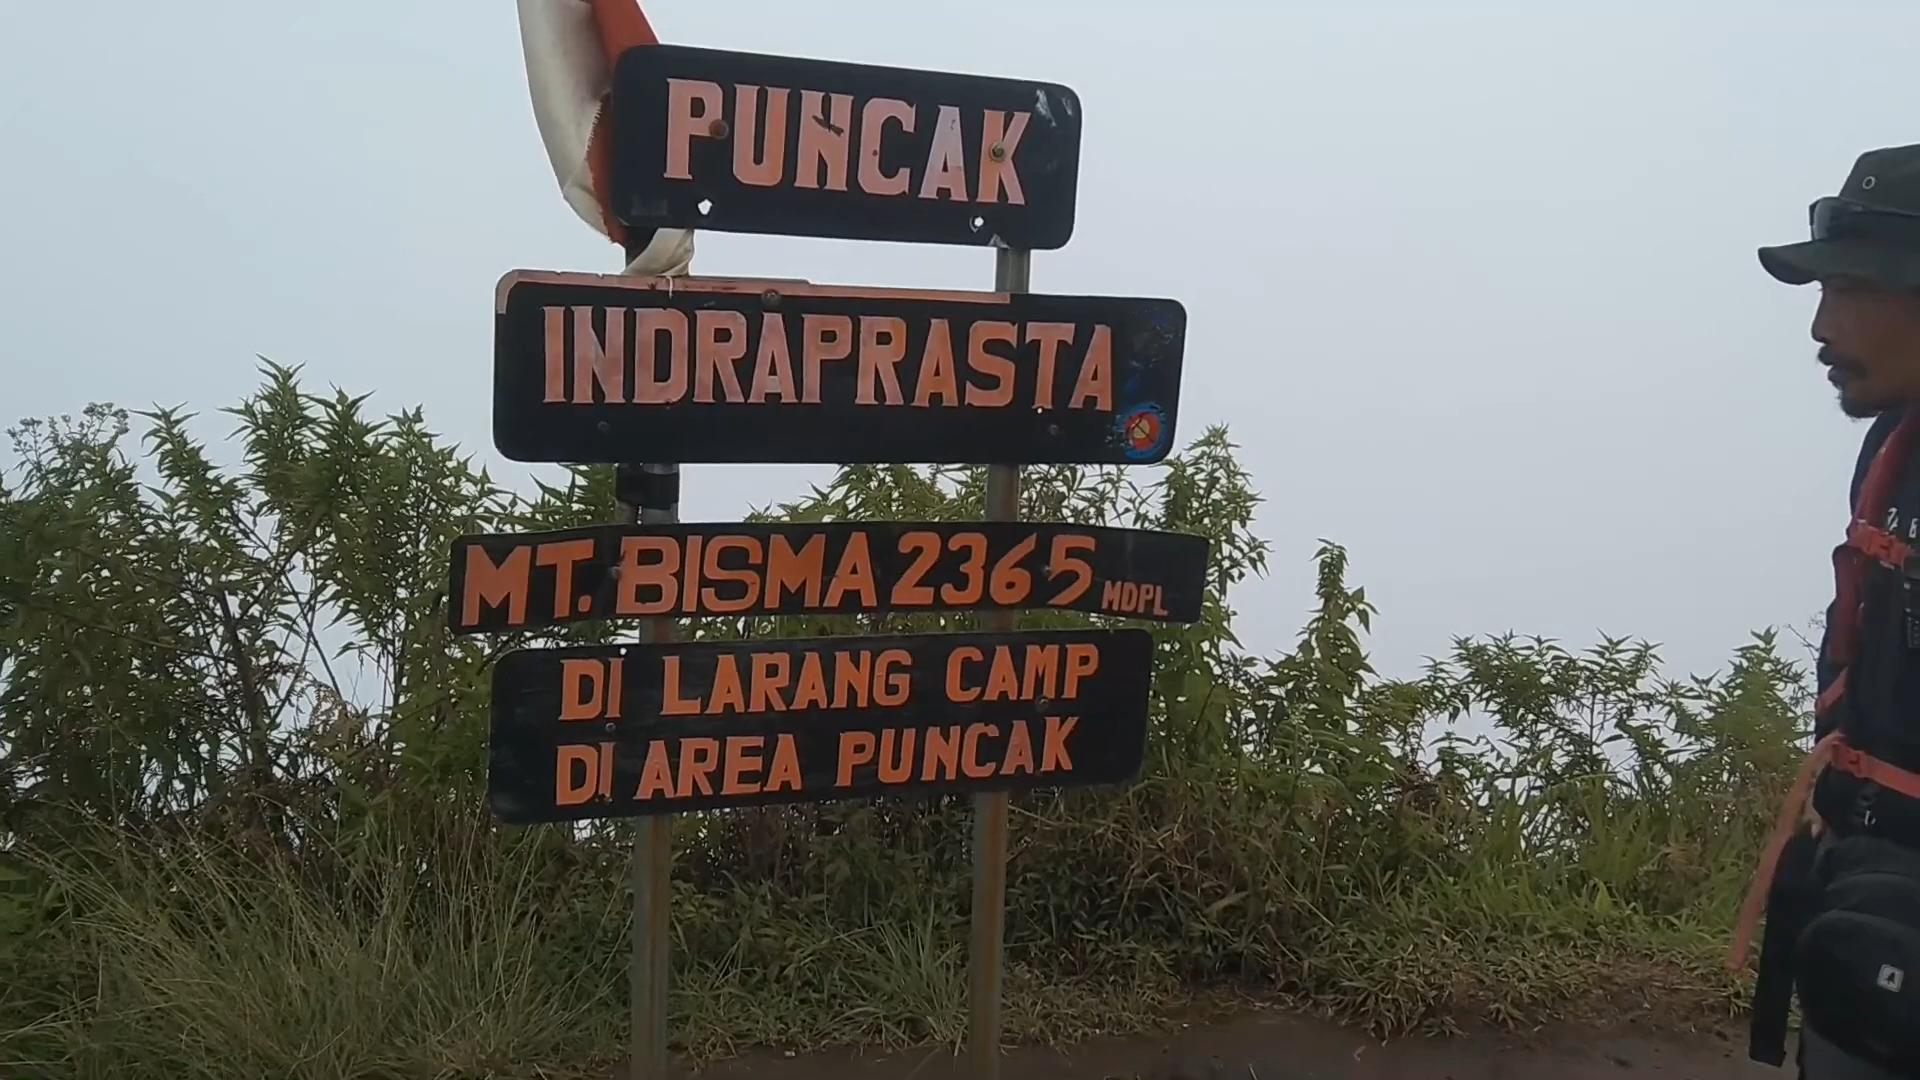 PUNCAK
INDRAPRASTA
MT. BISMA 2365 MDPL
DI LARANG CAMP
DI AREA PUNCAK